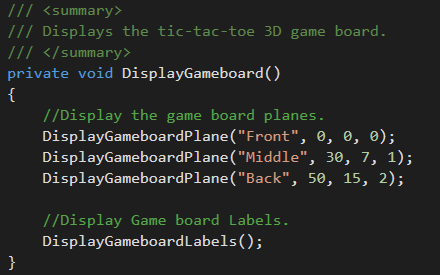 /// <summary>
/// Displays the tic-tac-toe 3D game board.
/// </summary>
private void DisplayGameboard()
{
    //Display the game board planes.
    DisplayGameboardPlane("Front", 0, 0, 0);
    DisplayGameboardPlane("Middle", 30, 7, 1);
    DisplayGameboardPlane("Back", 50, 15, 2);

    //Display Game board Labels.
    DisplayGameboardLabels();
}